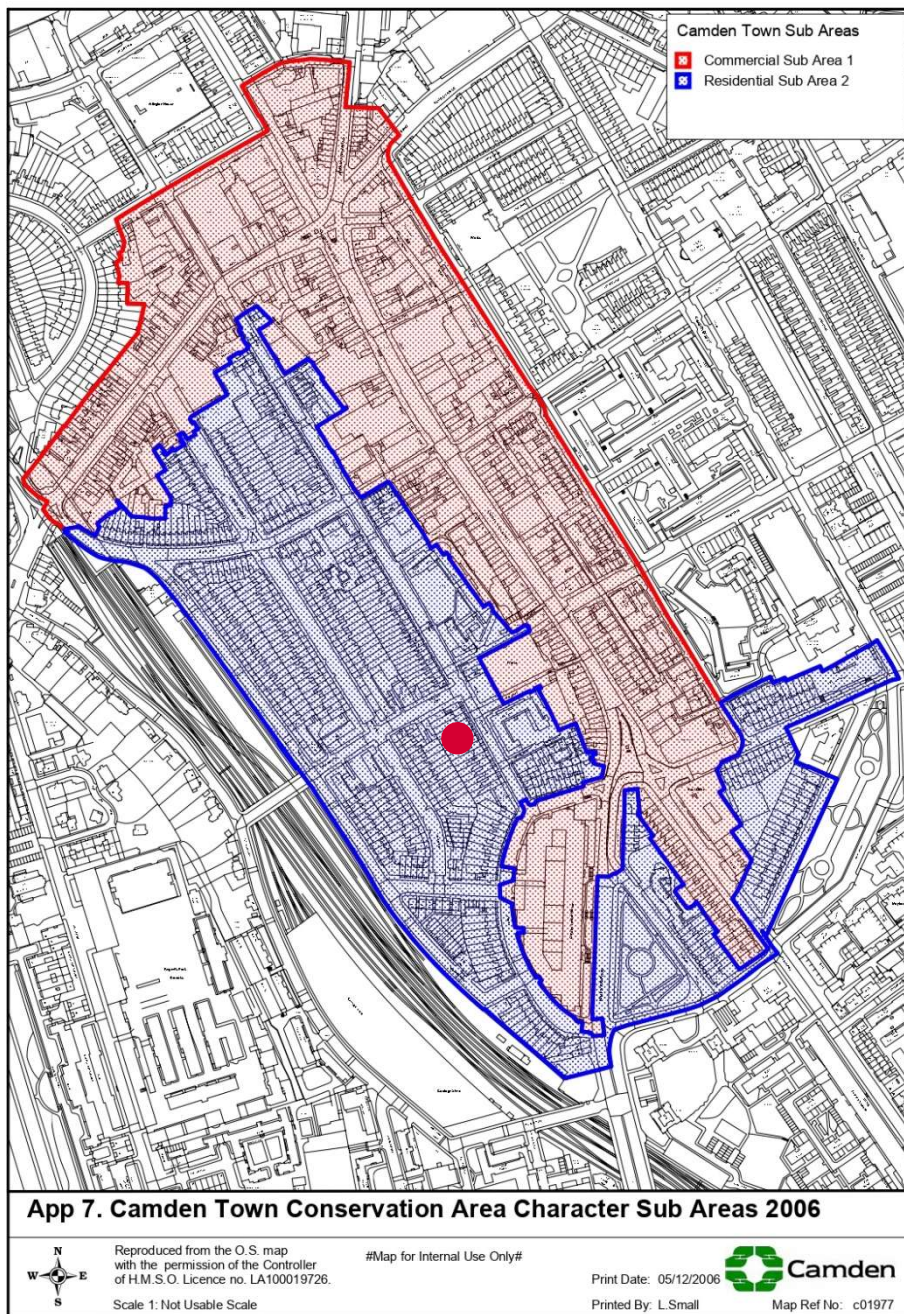 Camden Town Sub Areas
Commercial Sub Area 1
Residential Sub Area 2
App 7. Camden Town Conservation Area Character Sub Areas 2006
N
W E
S
Reproduced from the O.S. map
with the permission of the Controller
of H.M.S.O. Licence no. LA100019726.
Scale 1: Not Usable Scale
#Map for Internal Use Only#
Print Date: 05/12/2006
Printed By: L.Small
Camden
Map Ref No: c01977